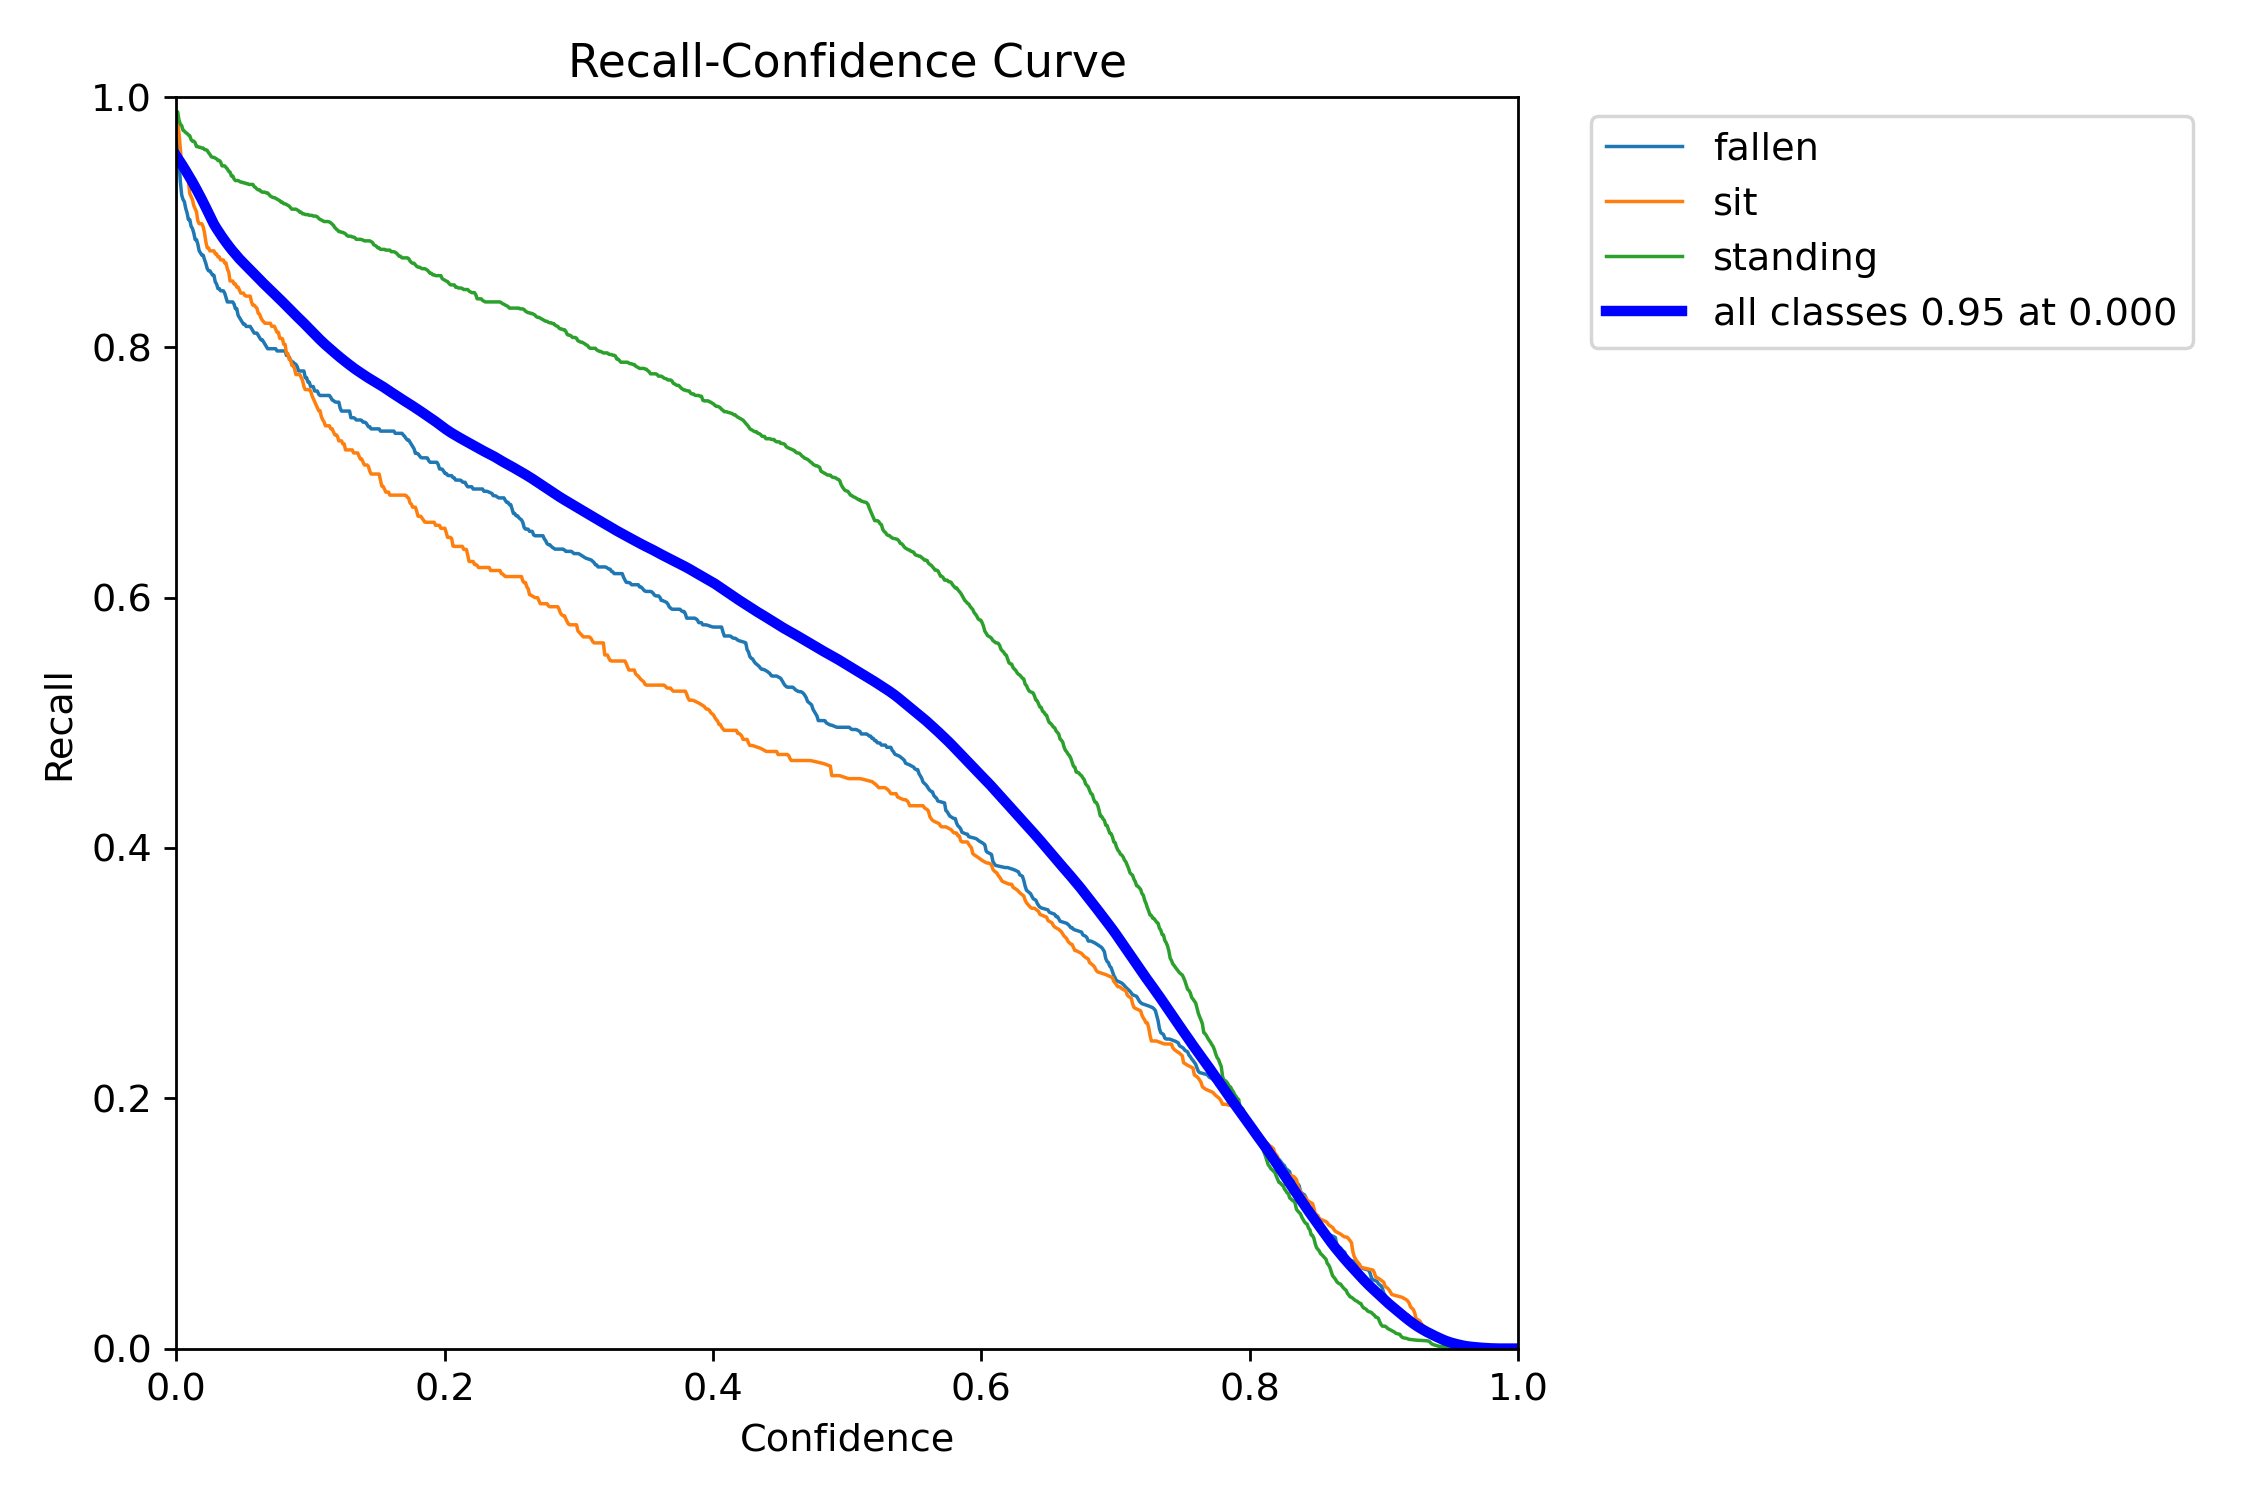 Recall-Confidence Curve
1.0
0.8
0.6
0.4
0.2
0.0
Recall
0.0 0.2 0.4 0.6 0.8 1.0
Confidence
fallen
sit
standing
all classes 0.95 at 0.000